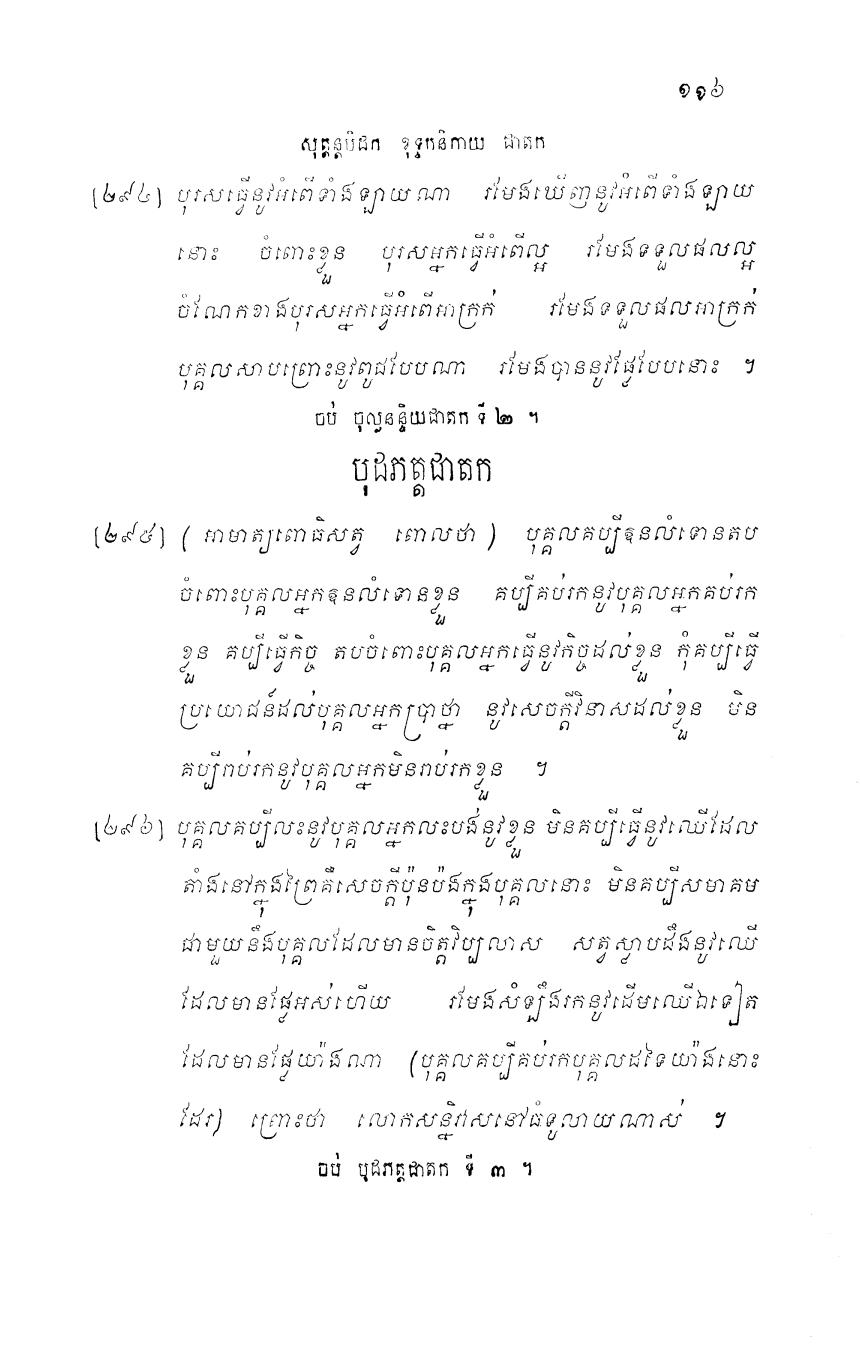 ១១៦
សុត្តន្តបិដក ខុទ្ទកនិកាយ ជាតក
[២៩៤] បុរសធ្វើនូវអំពើទាំងឡាយណា រមែងឃើញនូវអំពើទាំងឡាយ
នោះ ចំពោះខ្លួន បុរសអ្នកធ្វើអំពើល្អ រមែងទទួលផលល្អ
ចំណែកខាងបុរសអ្នកធ្វើអំពើអាក្រក់ រមែងទទួលផលអាក្រក់
បុគ្គលសាបព្រោះនូវពូជបែបណា រមែងបាននូវផ្លែបែបនោះ ។
ចប់ ចុល្លនន្ទិយជាតក ទី ២ ។
បុដភត្តជាតក
[២៩៥] ( អាមាត្យពោធិសត្វ ពោលថា ) បុគ្គលគប្បីឱនលំទោនតប
ចំពោះបុគ្គលអ្នកឱនលំទោនខ្លួន គប្បីគប់រកនូវបុគ្គលអ្នកគប់រក
ខ្លួន គប្បីធ្វើកិច្ច តបចំពោះបុគ្គលអ្នកធ្វើនូវកិច្ចដល់ខ្លួន កុំគប្បីធ្វើ
ប្រយោជន៍ដល់បុគ្គលអ្នកប្រាថ្នា នូវសេចក្តីវិនាសដល់ខ្លួន មិន
គប្បីរាប់រកនូវបុគ្គលអ្នកមិនរាប់រកខ្លួន ។
[២៩៦] បុគ្គលគប្បីលះនូវបុគ្គលអ្នកលះបង់នូវខ្លួន មិនគប្បីធ្វើនូវឈើដែល
តាំងនៅក្នុងព្រៃគឺសេចក្តីប៉ុនប៉ងក្នុងបុគ្គលនោះ មិនគប្បីសមាគម
ជាមួយនឹងបុគ្គលដែលមានចិត្តវិប្បលាស សត្វស្លាបដឹងនូវឈើ
ដែលមានផ្លែអស់ហើយ រមែងសំឡឹងរកនូវដើមឈើឯទៀត
ដែលមានផ្លែយ៉ាងណា (បុគ្គលគប្បីគប់រកបុគ្គលដទៃយ៉ាងនោះ
ដែរ) ព្រោះថា លោកសន្និវាសនៅធំទូលាយណាស់ ។
ចប់ បុដភត្តជាតក ទី ៣ ។